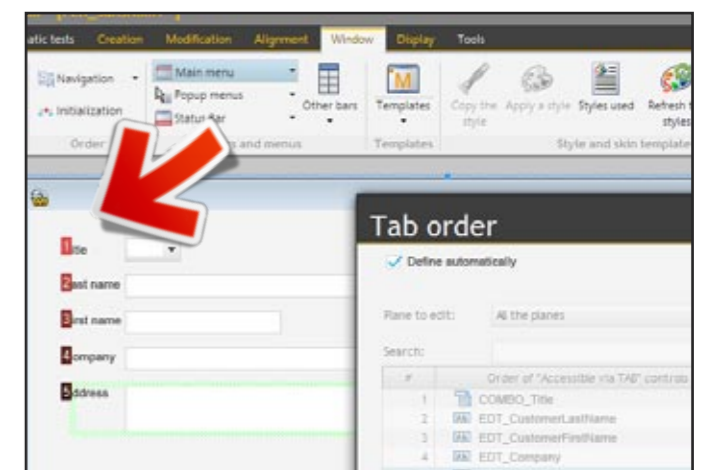 atic tests Creation Modification Alignment Window Display Tools
Navigation Main menu
Popup menus
Initialization Status Bar
Other bars Templates Copy the style Apply a style Styles used Refresh styles
Order and menus Templates Style and skin template
Tab order
Define automatically
Plane to edit: All the planes
Search:
# Order of "Accessible via TAB" controls
1 COMBO_Title
2 EDT_CustomerLastName
3 EDT_CustomerFirstName
4 EDT_Company
1 itle
2 ast name
3 irst name
4 ompany
5 ddress